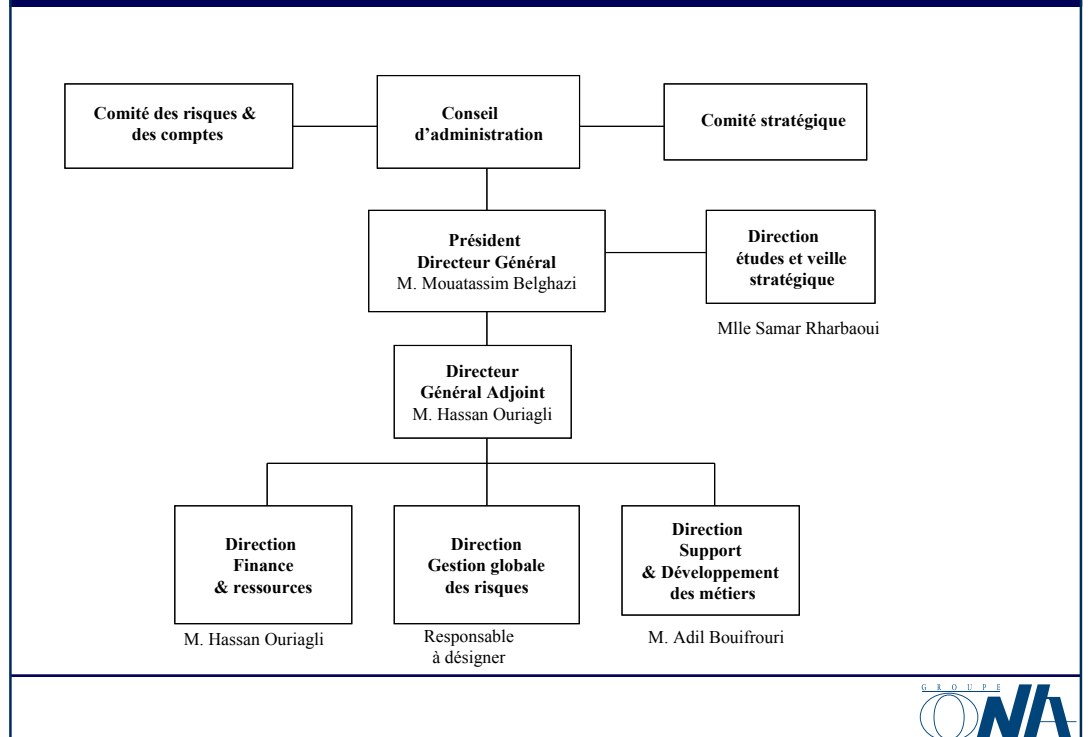 Comité des risques &
des comptes
Conseil
d’administration
Comité stratégique
Président
Directeur Général
M. Mouatassim Belghazi
Direction
études et veille
stratégique
Mlle Samar Rharbaoui
Directeur
Général Adjoint
M. Hassan Ouriagli
Direction
Finance
& ressources
M. Hassan Ouriagli
Direction
Gestion globale
des risques
Responsable
à désigner
Direction
Support
& Développement
des métiers
M. Adil Bouifrouri
GROUPE
ONA